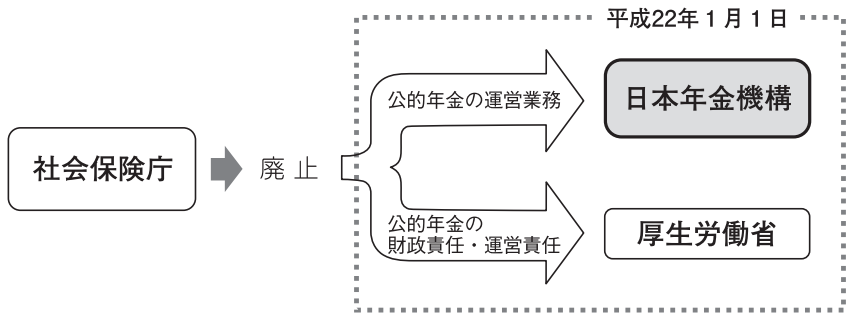 平成22年1月1日
社会保険庁
廃止
公的年金の運営業務
日本年金機構
公的年金の
財政責任・運営責任
厚生労働省